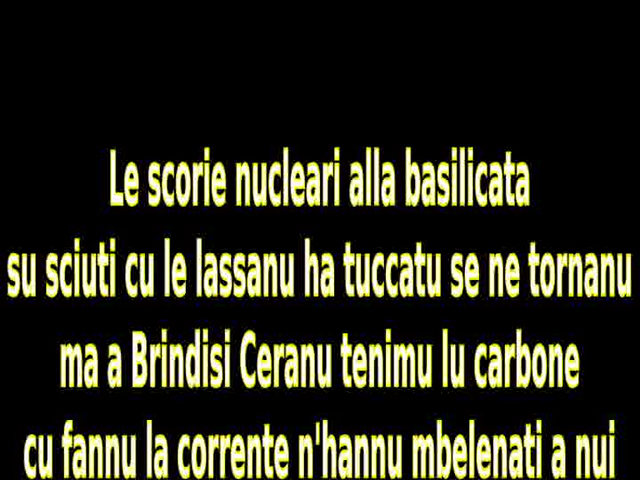 Le scorie nucleari alla basilicata
su sciuti cu le lassanu ha tuccatu se ne tornanu
ma a Brindisi Ceranu tenimu lu carbone
cu fannu la corrente n'hannu mbelenati a nui